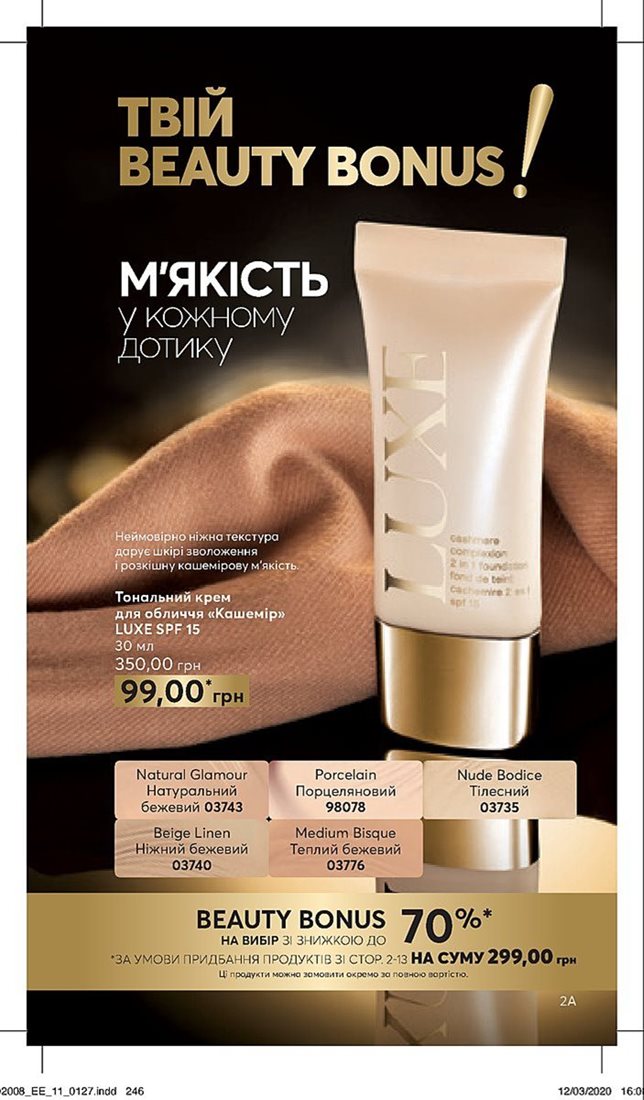 ТВІЙ
BEAUTY BONUS!
М'ЯКІСТЬ
У КОЖНОМУ
ДОТИКУ
LUXE
cashmere
complexion
2 in 1 foundation
fond de teint
cachemire 2 en 1
spf 15
Неймовірно ніжна текстура
дарує шкірі зволоження
і розкішну кашемірову м'якість.
Тональний крем
для обличчя «Кашемір»
LUXE SPF 15
30 мл
350,00 грн
99,00* грн
Natural Glamour
Натуральний
бежевий 03743
Porcelain
Порцеляновий
98078
Nude Bodice
Тілесний
03735
Beige Linen
Ніжний бежевий
03740
Medium Bisque
Теплий бежевий
03776
BEAUTY BONUS 70%*
НА ВИБІР ЗІ ЗНИЖКОЮ ДО
*ЗА УМОВИ ПРИДБАННЯ ПРОДУКТІВ ЗІ СТОР. 2-13 НА СУМУ 299,00 грн
Ці продукти можна замовити окремо за повною вартістю.
2A
2008_EE_11_0127.indd 246
12/03/2020 16:0